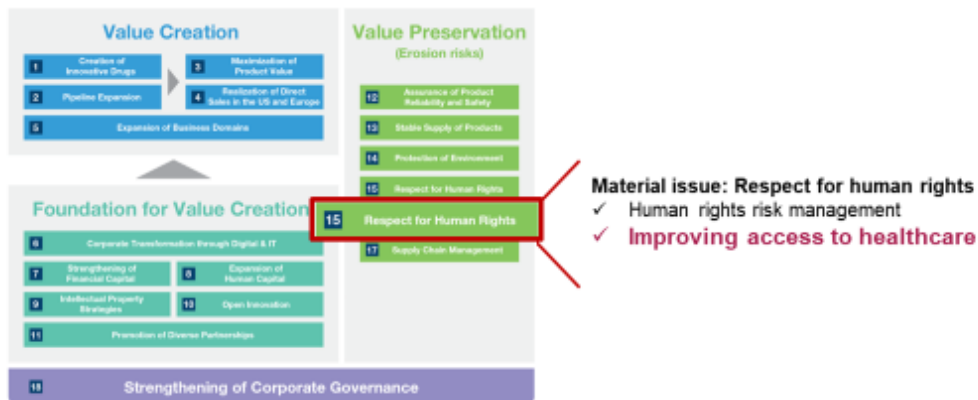 Value Creation
1 Creation of
Innovative Drugs
3 Maximization of
Product Value
2 Pipeline Expansion
4 Realization of Direct
Sales in the US and Europe
5 Expansion of Business Domains
Foundation for Value Creation
6 Corporate Transformation through Digital & IT
7 Strengthening of
Financial Capital
8 Expansion of
Human Capital
9 Intellectual Property
Strategies
10 Open Innovation
11 Promotion of Diverse Partnerships
Value Preservation
(Erosion risks)
12 Assurance of Product
Reliability and Safety
13 Stable Supply of Products
14 Protection of Environment
15 Respect for Human Rights
15 Respect for Human Rights
17 Supply Chain Management
18 Strengthening of Corporate Governance
Material issue: Respect for human rights
✓ Human rights risk management
✓ Improving access to healthcare